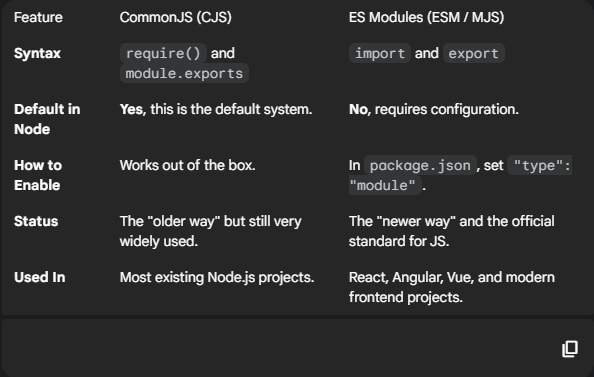 Feature CommonJS (CJS) ES Modules (ESM / MJS)
Syntax require() and import and export
module.exports
Default in Yes, this is the default system. No, requires configuration.
Node
How to Works out of the box. In package.json, set "type":
Enable "module".
Status The "older way" but still very The "newer way" and the official
widely used. standard for JS.
Used In Most existing Node.js projects. React, Angular, Vue, and modern
frontend projects.